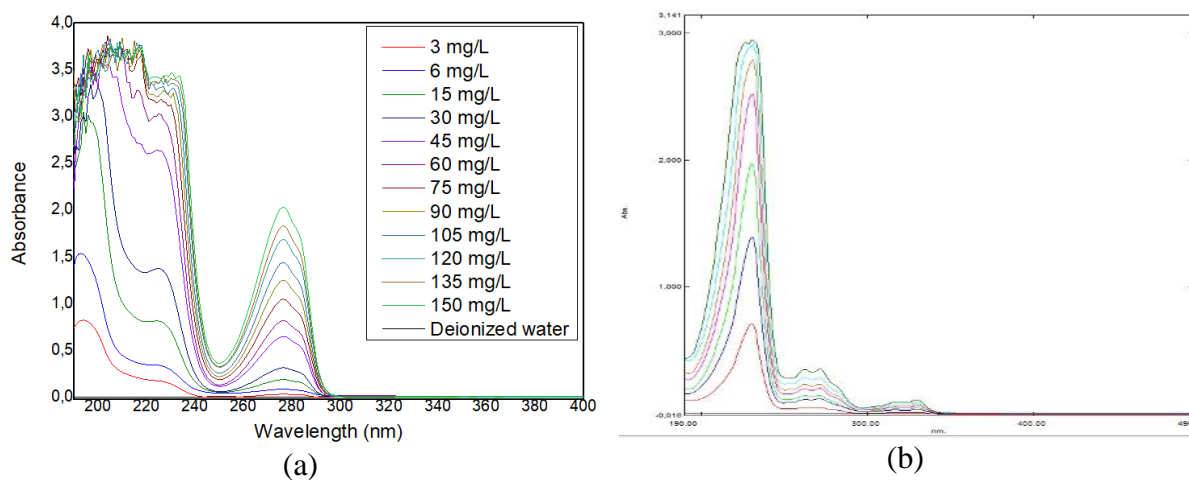 4,0
3,5
3,0
2,5
2,0
1,5
1,0
0,5
0,0
Absorbance
200 220 240 260 280 300 320 340 360 380 400
Wavelength (nm)
3 mg/L
6 mg/L
15 mg/L
30 mg/L
45 mg/L
60 mg/L
75 mg/L
90 mg/L
105 mg/L
120 mg/L
135 mg/L
150 mg/L
Deionized water
(a)
3,141
3,000
2,000
1,000
-0,018
Abs.
190,00 300,00 400,00 490
nm.
(b)